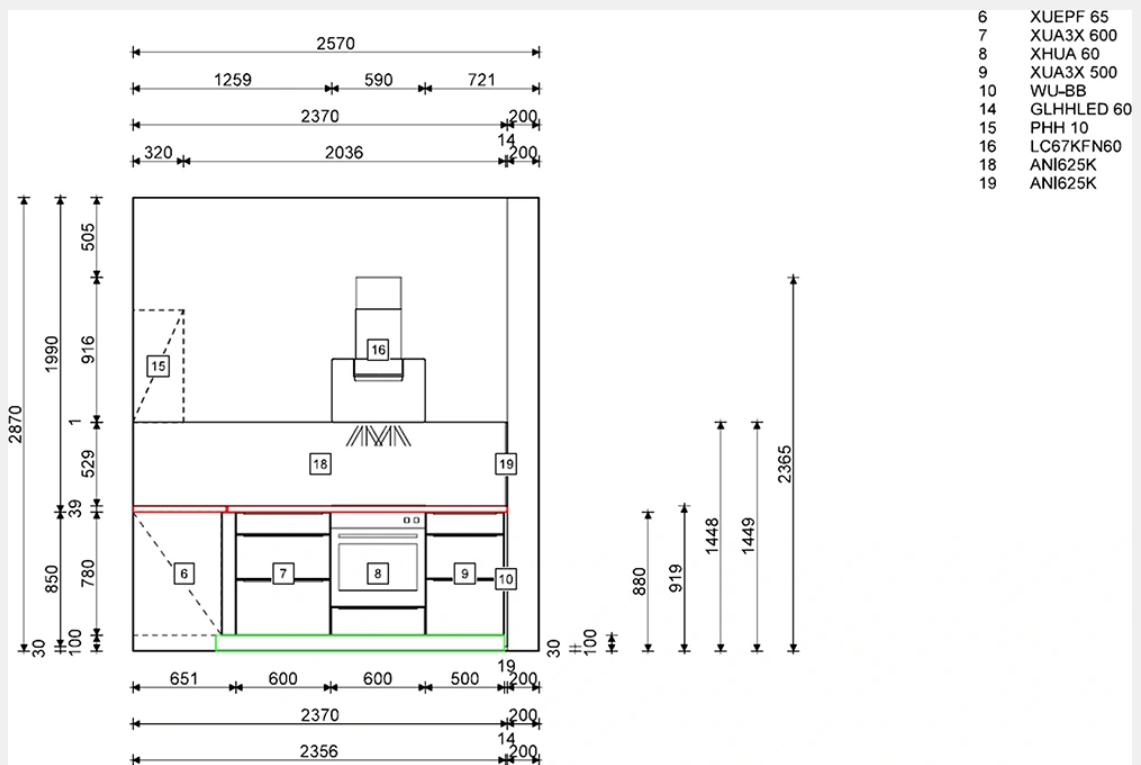 6 XUEPF 65
7 XUA3X 600
8 XHUA 60
9 XUA3X 500
10 WU-BB
14 GLHHLED 60
15 PHH 10
16 LC67KFN60
18 ANI625K
19 ANI625K
2570
1259 590 721
2370 200
14
320 2036 200
505
916
1990
2870
1
529
39
850
780
30
100
15
16
18
19
6
7
8
9
10
30
100
880
919
1448
1449
2365
19
651 600 600 500 200
2370 200
14
2356 200